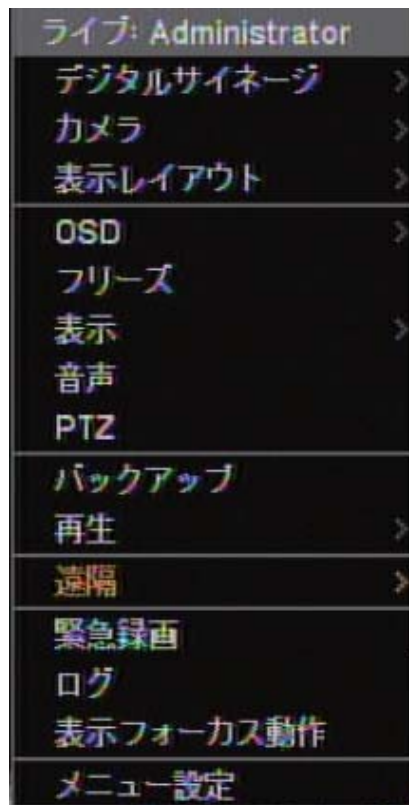 ライブ: Administrator
デジタルサイネージ
カメラ
表示レイアウト
OSD
フリーズ
表示
音声
PTZ
バックアップ
再生
遠隔
緊急録画
ログ
表示フォーカス動作
メニュー設定